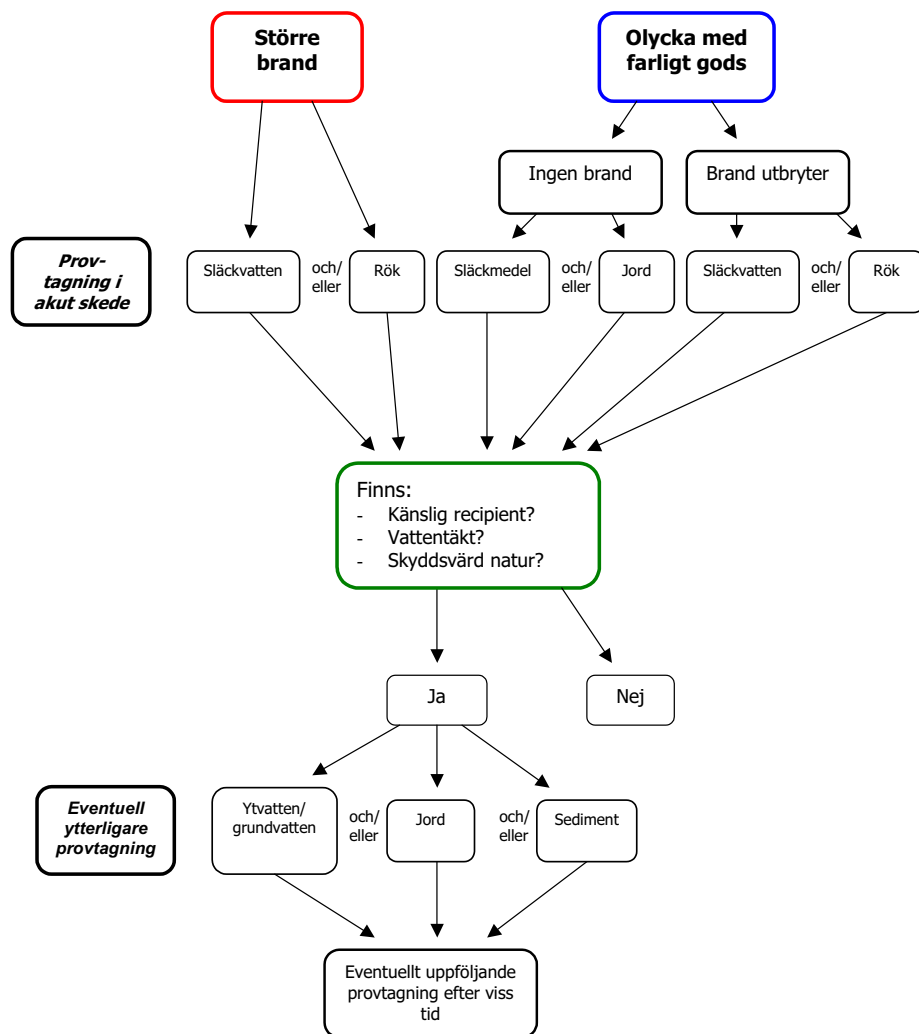 Större
brand
Olycka med
farligt gods
Ingen brand
Brand utbryter
Prov-
tagning i
akut skede
Släckvatten
och/
eller
Rök
Släckmedel
och/
eller
Jord
Släckvatten
och/
eller
Rök
Finns:
- Känslig recipient?
- Vattentäkt?
- Skyddsvärd natur?
Ja
Nej
Eventuell
ytterligare
provtagning
Ytvatten/
grundvatten
och/
eller
Jord
och/
eller
Sediment
Eventuellt uppföljande
provtagning efter viss
tid